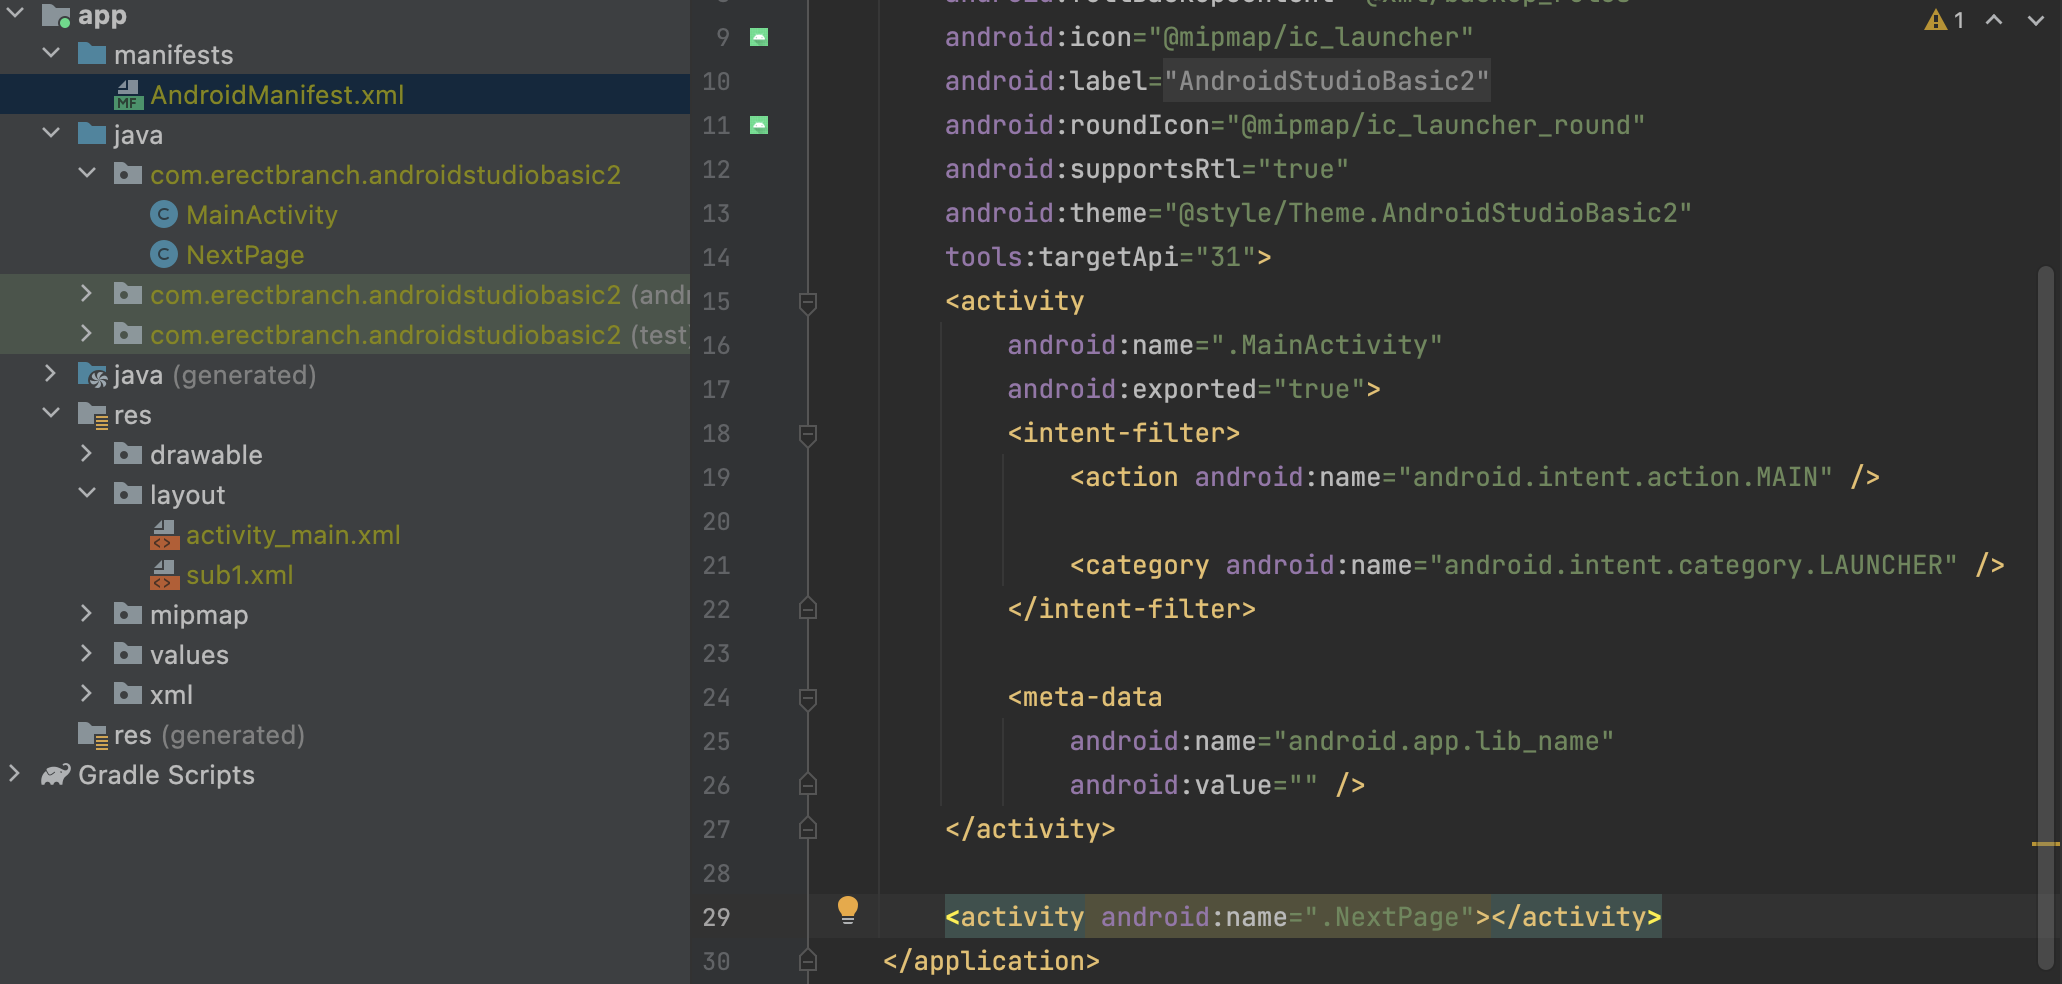 app
manifests
MF AndroidManifest.xml
java
com.erectbranch.androidstudiobasic2
C MainActivity
C NextPage
com.erectbranch.androidstudiobasic2 (and
com.erectbranch.androidstudiobasic2 (test)
java (generated)
res
drawable
layout
<> activity_main.xml
<> sub1.xml
mipmap
values
xml
res (generated)
Gradle Scripts
1
9 android:icon="@mipmap/ic_launcher"
10 android:label="AndroidStudioBasic2"
11 android:roundIcon="@mipmap/ic_launcher_round"
12 android:supportsRtl="true"
13 android:theme="@style/Theme.AndroidStudioBasic2"
14 tools:targetApi="31">
15 <activity
16 android:name=".MainActivity"
17 android:exported="true">
18 <intent-filter>
19 <action android:name="android.intent.action.MAIN" />
20
21 <category android:name="android.intent.category.LAUNCHER" />
22 </intent-filter>
23
24 <meta-data
25 android:name="android.app.lib_name"
26 android:value="" />
27 </activity>
28
29 <activity android:name=".NextPage"></activity>
30 </application>